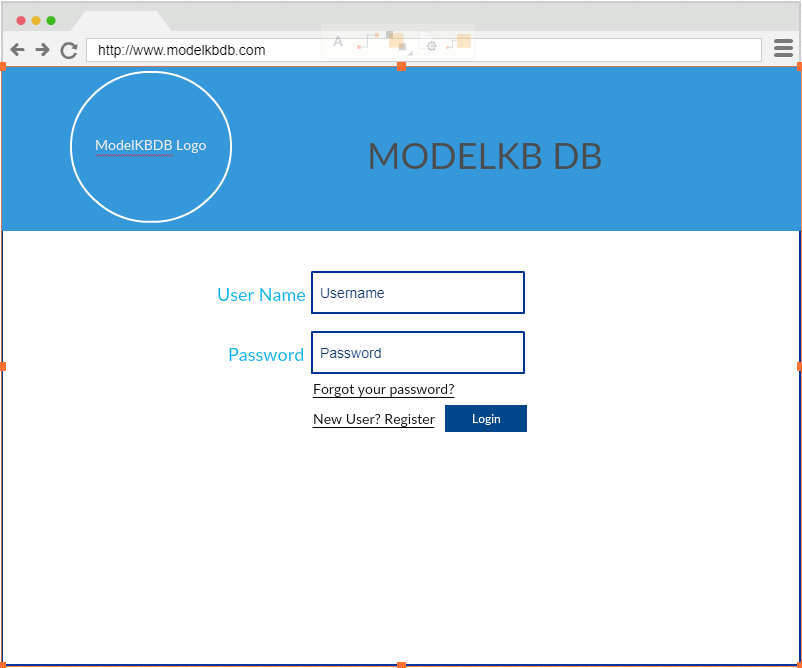 http://www.modelkbdb.com
A
ModelKBDB Logo
MODELKB DB
User Name
Username
Password
Password
Forgot your password?
New User? Register
Login